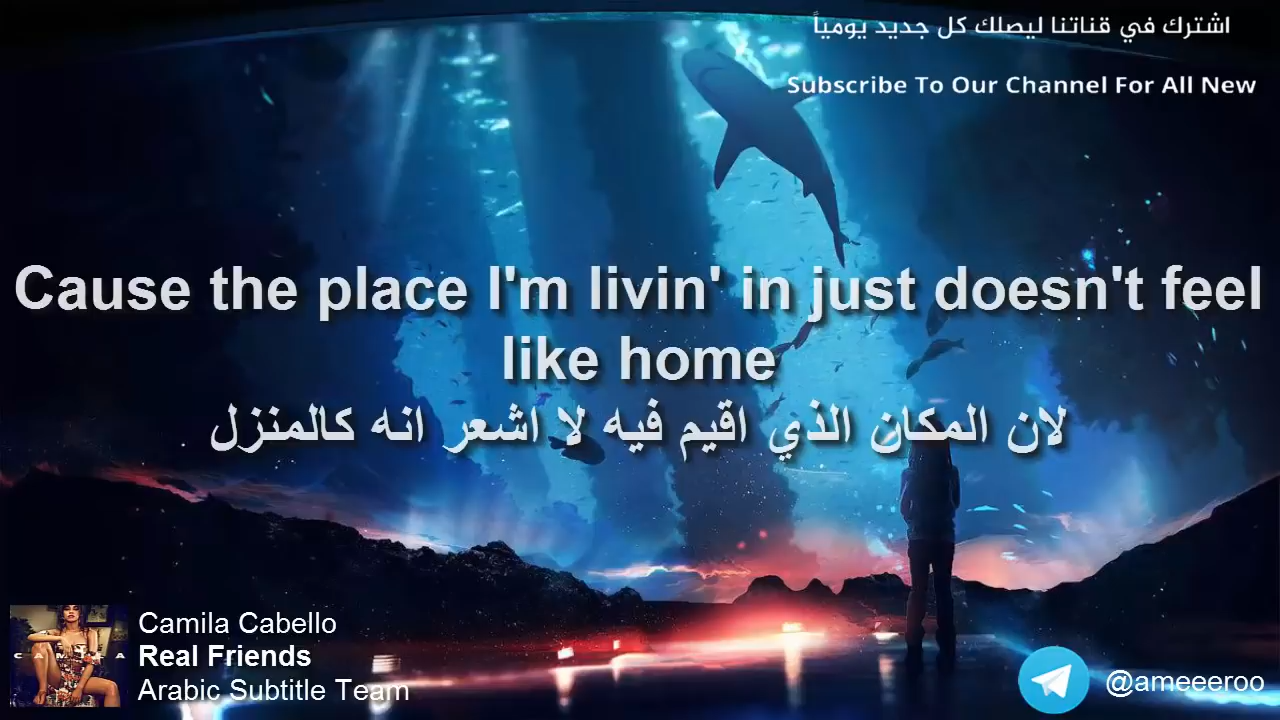 اشترك في قناتنا ليصلك كل جديد يومياً
Subscribe To Our Channel For All New
Cause the place I'm livin' in just doesn't feel
like home
لان المكان الذي اقيم فيه لا اشعر انه كالمنزل
CAMILA
Camila Cabello
Real Friends
Arabic Subtitle Team
@ameeeroo